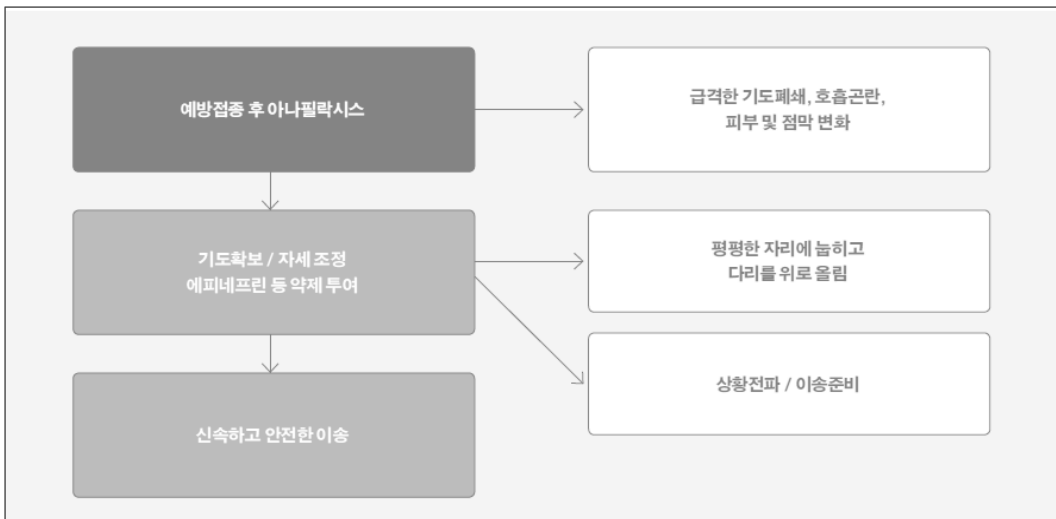 예방접종 후 아나필락시스
급격한 기도폐쇄, 호흡곤란,
피부 및 점막 변화
기도확보 / 자세 조정
에피네프린 등 약제 투여
평평한 자리에 눕히고
다리를 위로 올림
상황전파 / 이송준비
신속하고 안전한 이송